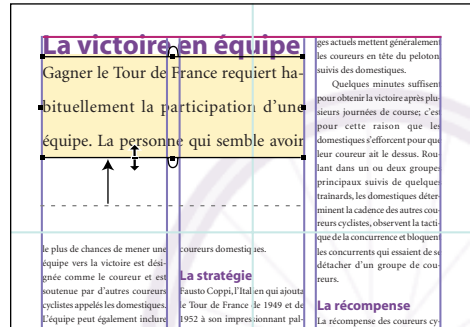 La victoire en équipe
Gagner le Tour de France requiert ha-
bituellement la participation d'une
équipe. La personne qui semble avoir
le plus de chances de mener une
équipe vers la victoire est dési-
gnée comme le coureur et est
soutenue par d'autres coureurs
cyclistes appelés les domestiques.
L'équipe peut également inclure
coureurs domestiques.
La stratégie
Fausto Coppi, l'Italien qui ajouta
le Tour de France de 1949 et de
1952 à son impressionnant pal-
ges actuels mettent généralement
les coureurs en tête du peloton
suivis des domestiques.
Quelques minutes suffisent
pour obtenir la victoire après plu-
sieurs journées de course; c'est
pour cette raison que les
domestiques s'efforcent pour que
leur coureur ait le dessus. Rou-
lant dans un ou deux groupes
principaux suivis de quelques
traînards, les domestiques déter-
minent la cadence des autres cou-
reurs cyclistes, observent la tacti-
que de la concurrence et bloquent
les concurrents qui essaient de se
détacher d'un groupe de cou-
reurs.
La récompense
La récompense des coureurs cy-